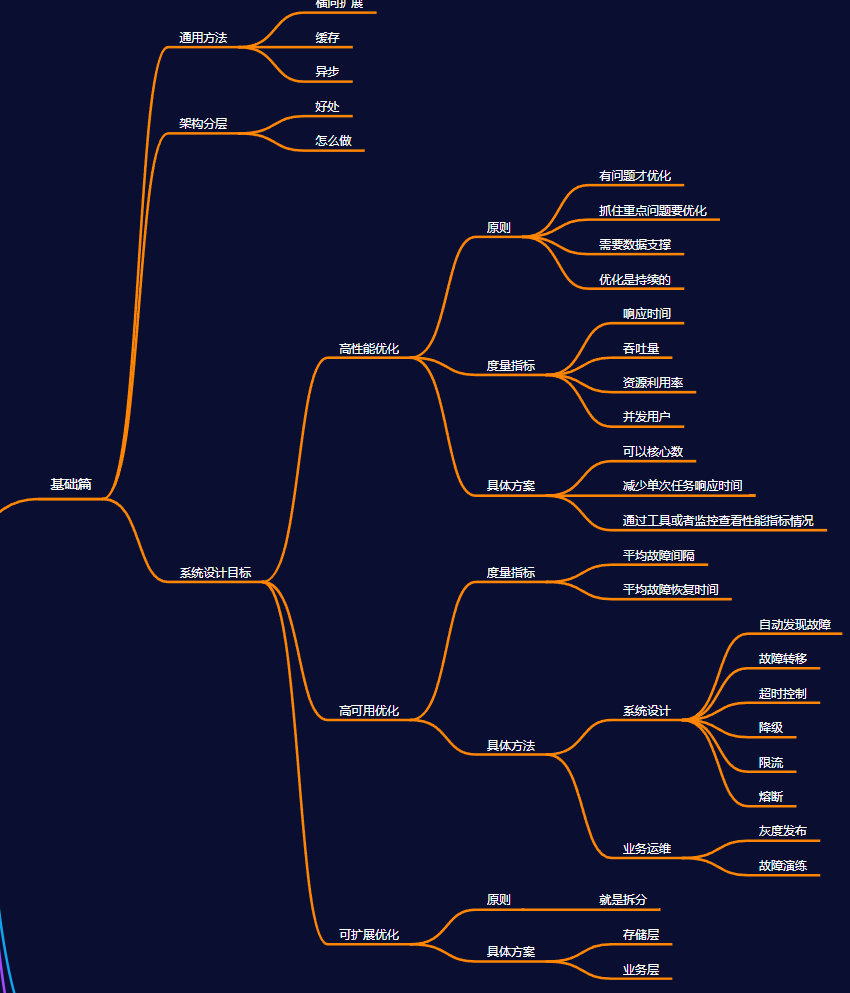 横向扩展
通用方法
缓存
异步
好处
架构分层
怎么做
有问题才优化
抓住重点问题要优化
原则
需要数据支撑
优化是持续的
响应时间
高性能优化
吞吐量
度量指标
资源利用率
并发用户
可以核心数
基础篇
具体方案
减少单次任务响应时间
通过工具或者监控查看性能指标情况
平均故障间隔
系统设计目标
度量指标
平均故障恢复时间
自动发现故障
故障转移
超时控制
高可用优化
系统设计
降级
具体方法
限流
熔断
灰度发布
业务运维
故障演练
原则
就是拆分
可扩展优化
存储层
具体方案
业务层